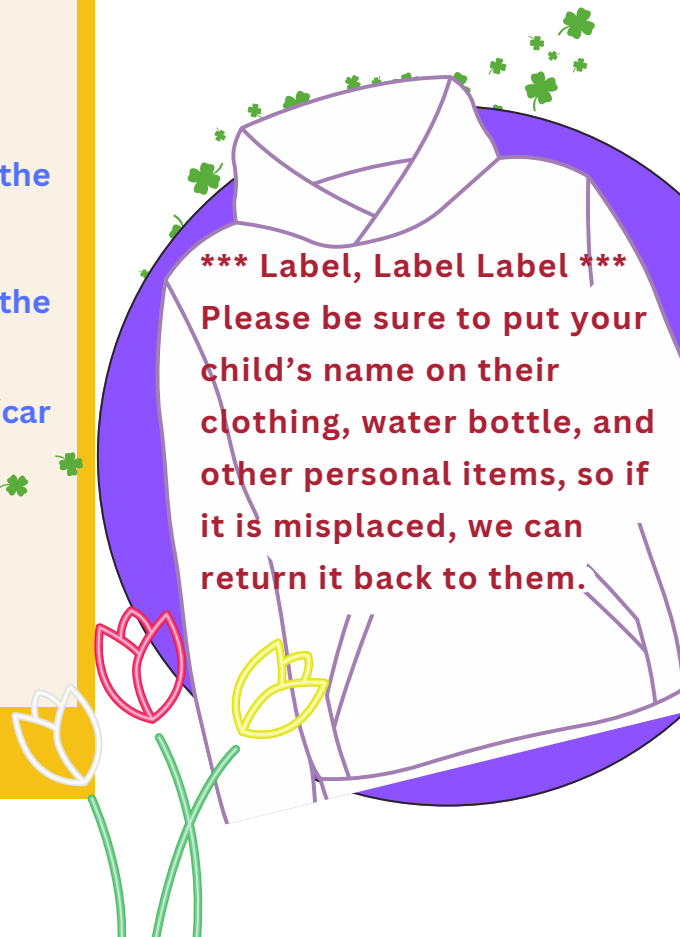 the
the
car
*** Label, Label Label ***
Please be sure to put your
child’s name on their
clothing, water bottle, and
other personal items, so if
it is misplaced, we can
return it back to them.